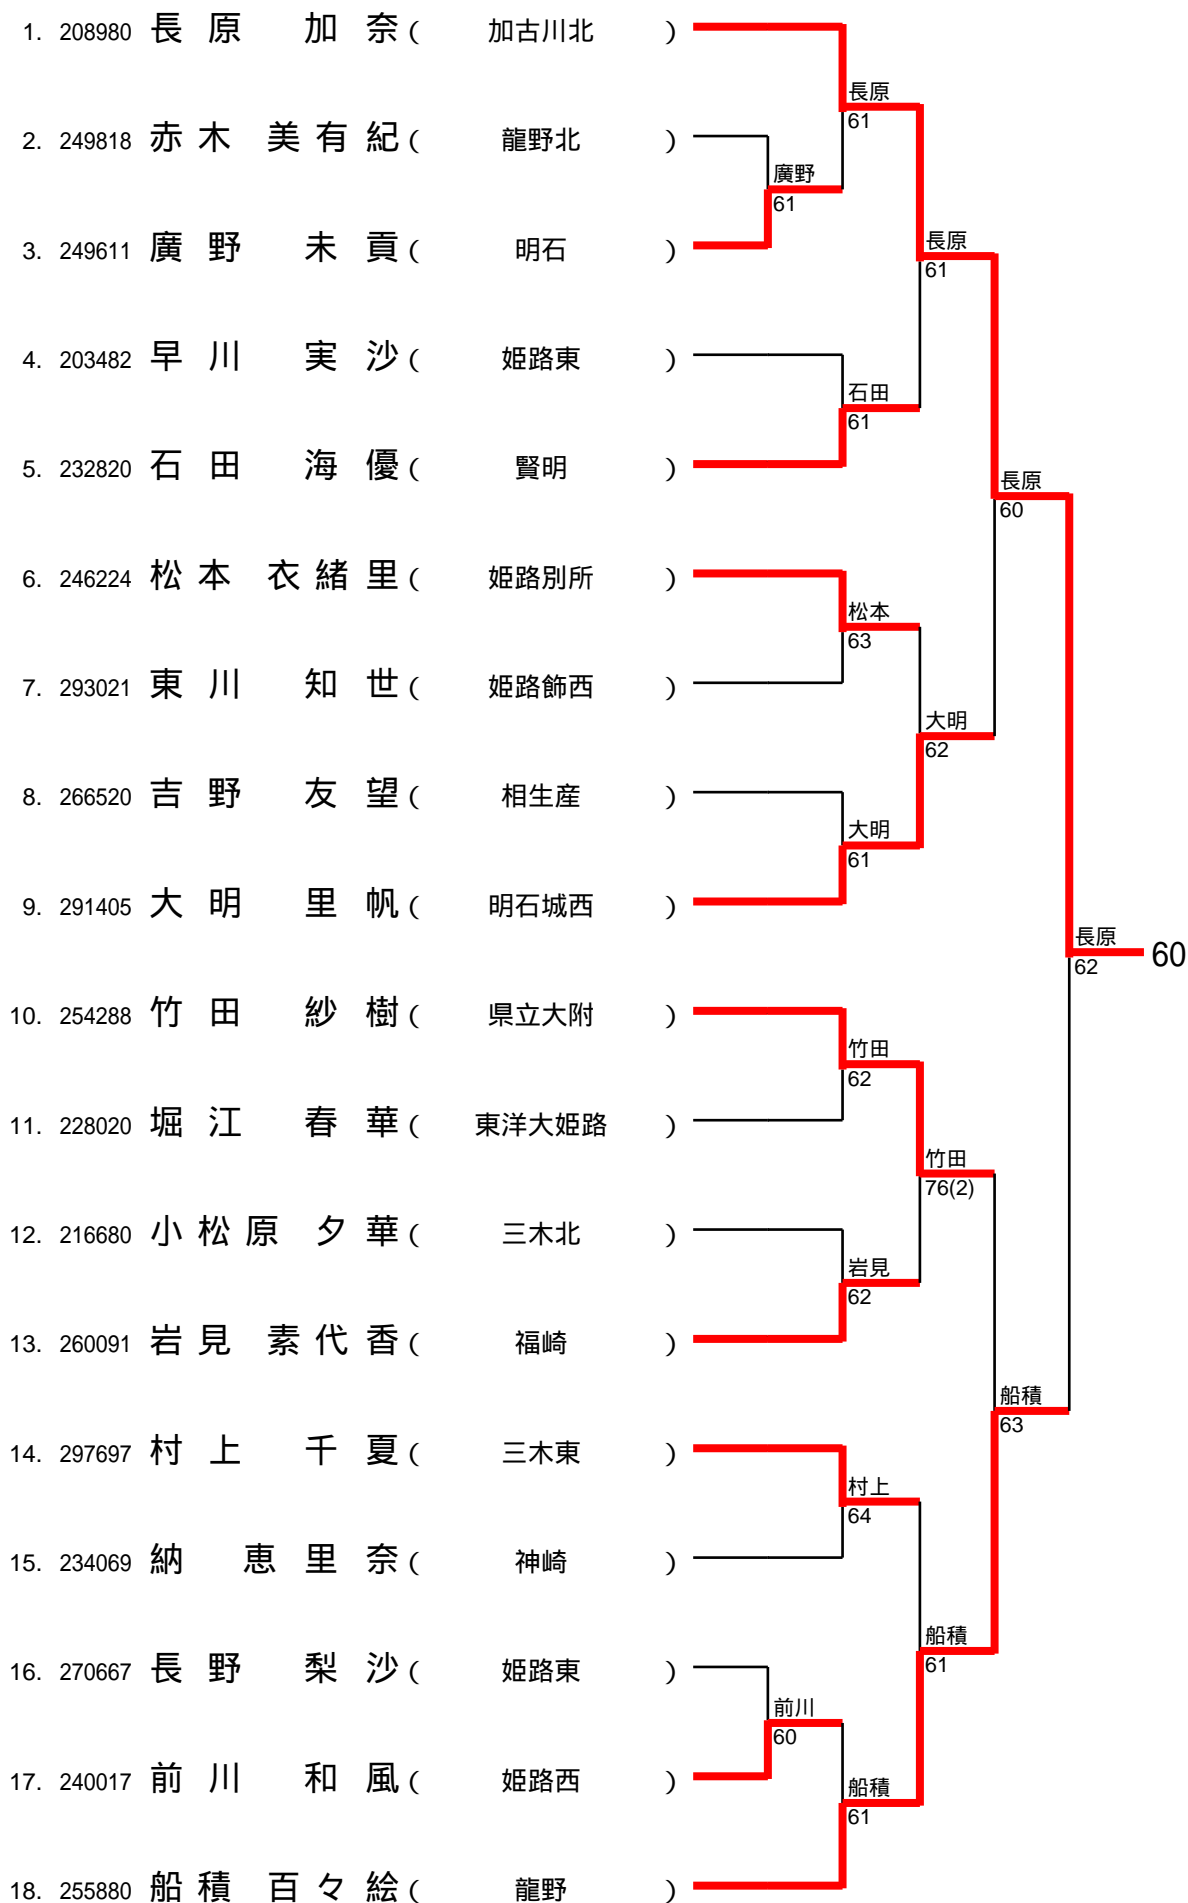 1. 208980 長原 加奈 ( 加古川北 )
長原
61
2. 249818 赤木 美有紀 ( 龍野北 )
廣野
61
3. 249611 廣野 未貢 ( 明石 )
長原
61
4. 203482 早川 実沙 ( 姫路東 )
石田
61
5. 232820 石田 海優 ( 賢明 )
長原
60
6. 246224 松本 衣緒里 ( 姫路別所 )
松本
63
7. 293021 東川 知世 ( 姫路飾西 )
大明
62
8. 266520 吉野 友望 ( 相生産 )
大明
61
9. 291405 大明 里帆 ( 明石城西 )
長原
62
60
10. 254288 竹田 紗樹 ( 県立大附 )
竹田
62
11. 228020 堀江 春華 ( 東洋大姫路 )
竹田
76(2)
12. 216680 小松原 夕華 ( 三木北 )
岩見
62
13. 260091 岩見 素代香 ( 福崎 )
船積
63
14. 297697 村上 千夏 ( 三木東 )
村上
64
15. 234069 納 恵里奈 ( 神崎 )
船積
61
16. 270667 長野 梨沙 ( 姫路東 )
前川
60
17. 240017 前川 和風 ( 姫路西 )
船積
61
18. 255880 船積 百々絵 ( 龍野 )